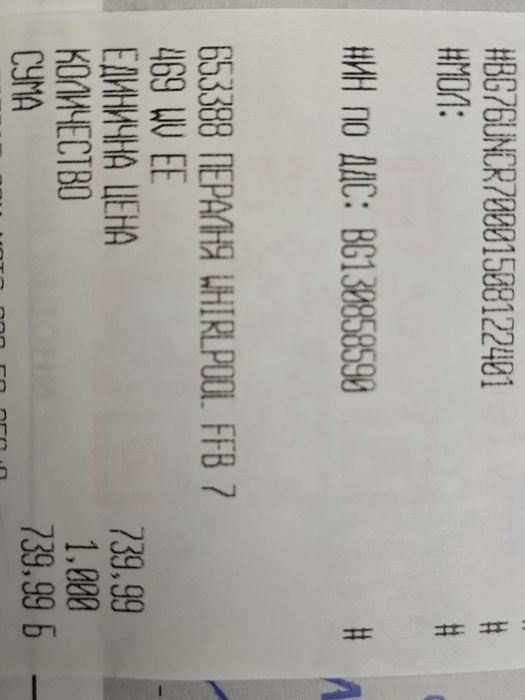 #BG76UNCR70001508122401 #
#МОЛ: #
#ИН по ДДС: BG130858590 #
653388 ПЕРАЛНЯ WHIRLPOOL FFB 7
469 WV EE
ЕДИНИЧНА ЦЕНА 739,99
КОЛИЧЕСТВО 1,000
СУМА 739,99 Б